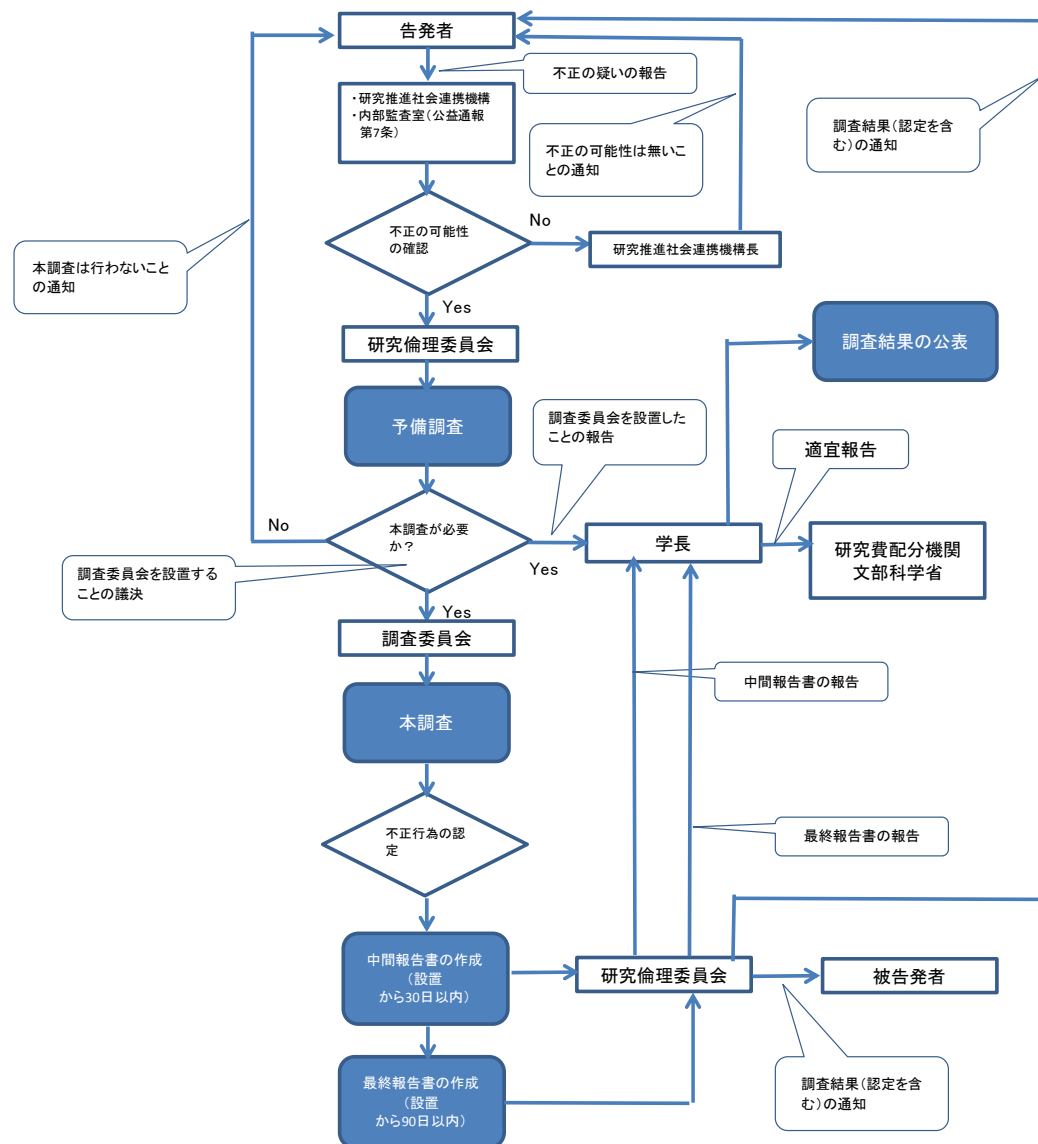 告発者
不正の疑いの報告
・研究推進社会連携機構
・内部監査室（公益通報
第7条）
不正の可能性は無いこ
との通知
調査結果（認定を含
む）の通知
不正の可能性
の確認
No
研究推進社会連携機構長
本調査は行わないこと
の通知
Yes
研究倫理委員会
調査結果の公表
予備調査
調査委員会を設置した
ことの報告
適宜報告
No
本調査が必要
か？
Yes
学長
研究費配分機関
文部科学省
調査委員会を設置する
ことの議決
Yes
調査委員会
中間報告書の報告
本調査
不正行為の認
定
最終報告書の報告
中間報告書の作成
（設置
から30日以内）
研究倫理委員会
被告発者
最終報告書の作成
（設置
から90日以内）
調査結果（認定を含
む）の通知